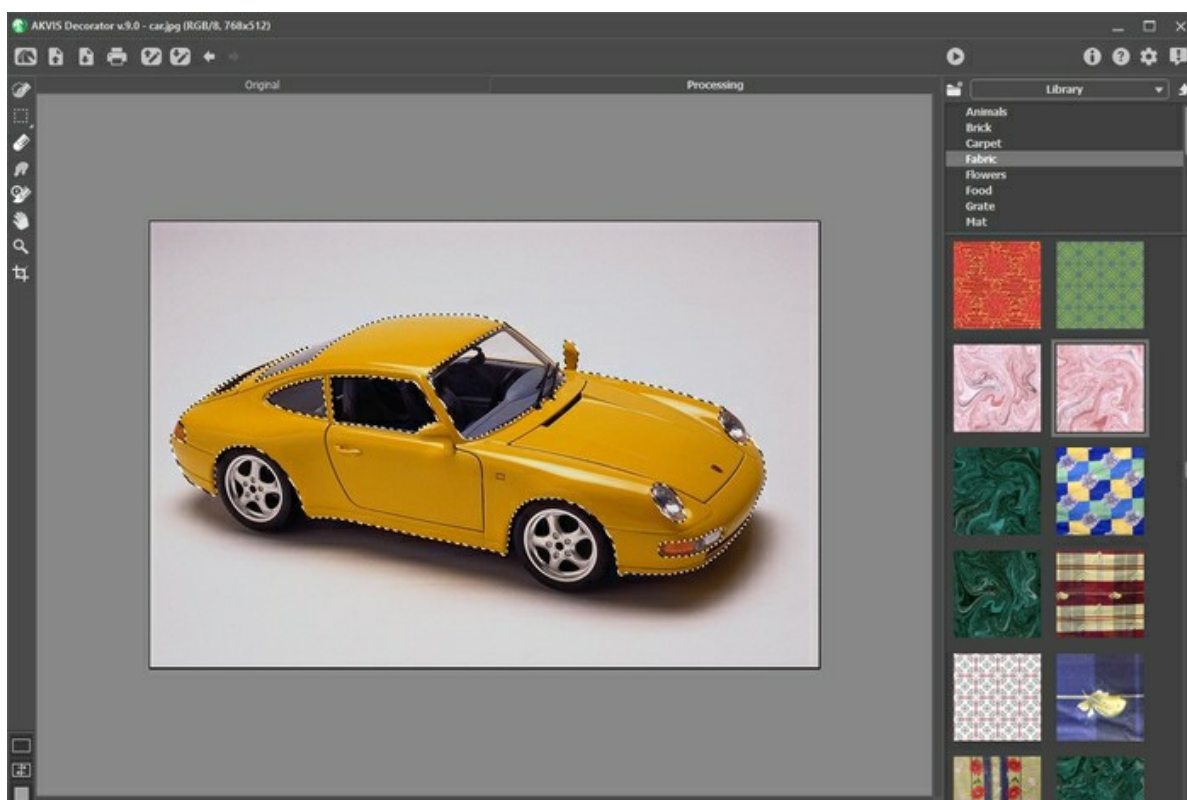 AKVIS Decorator v.9.0 - car.jpg (RGB/8, 768x512)
Original
Processing
Library
Animals
Brick
Carpet
Fabric
Flowers
Food
Grate
Mat